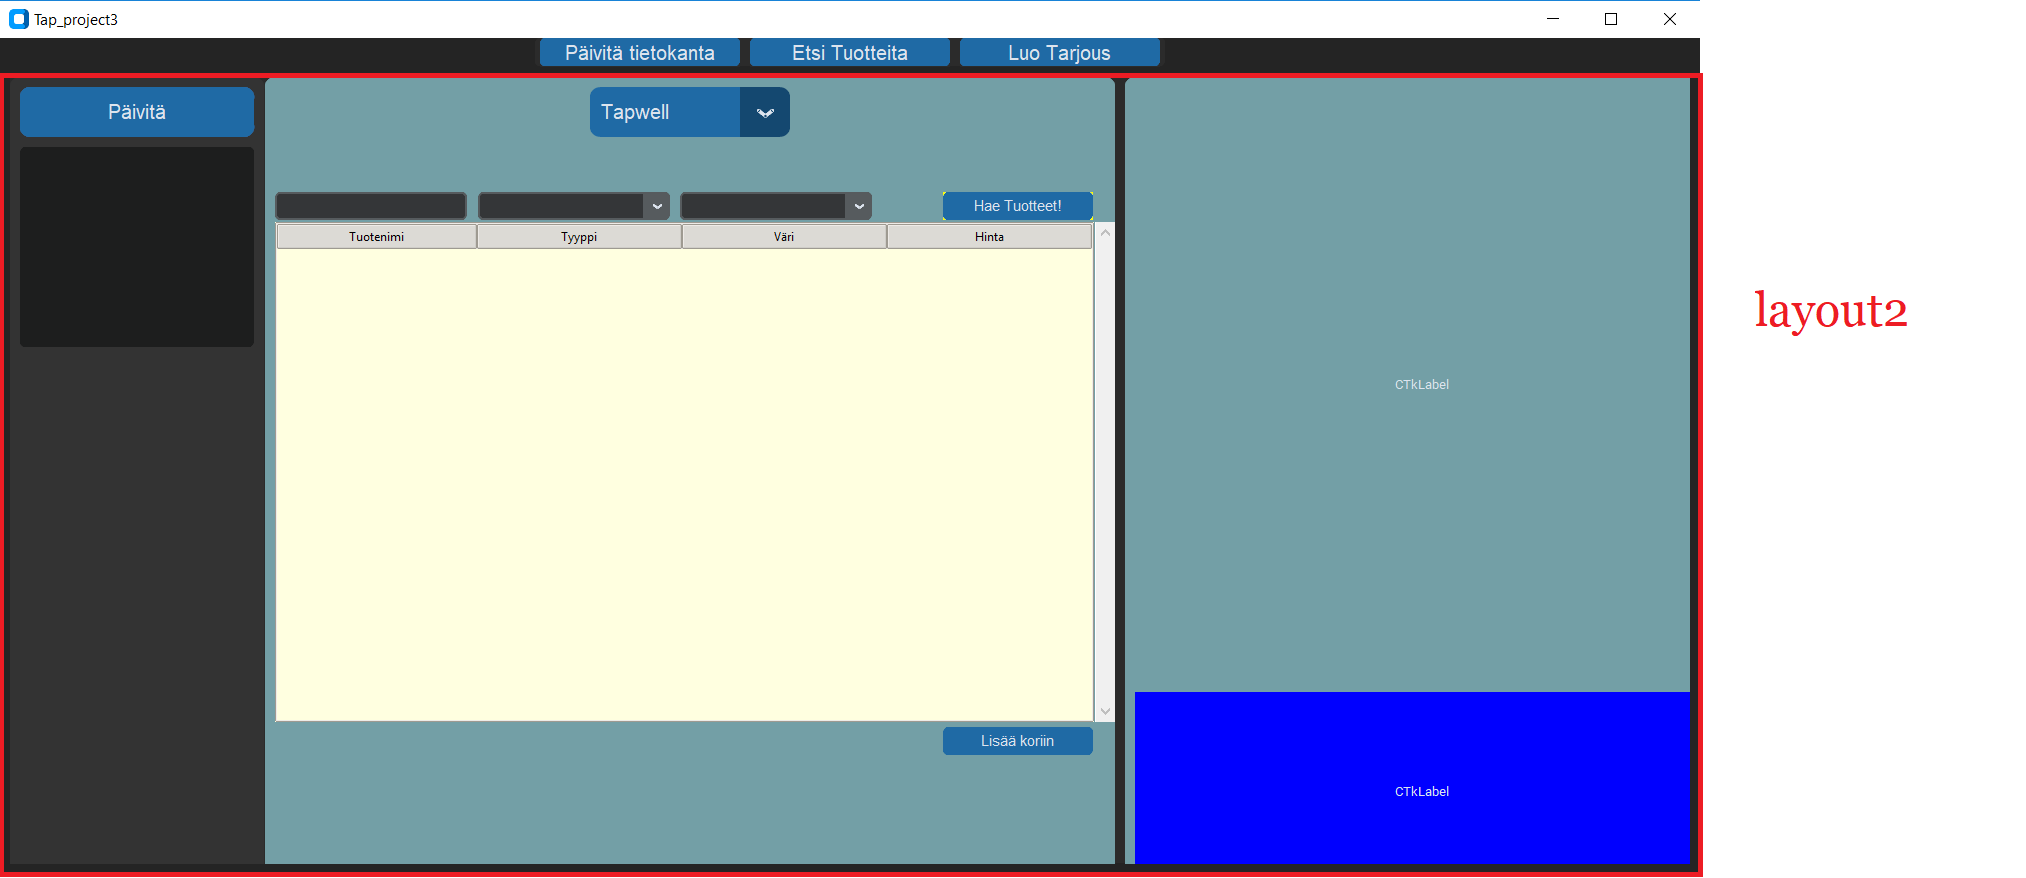 Tap_project3
Päivitä tietokanta
Etsi Tuotteita
Luo Tarjous
Päivitä
Tapwell
Hae Tuotteet!
Tuotenimi
Tyyppi
Väri
Hinta
Lisää koriin
CTkLabel
CTkLabel
layout2